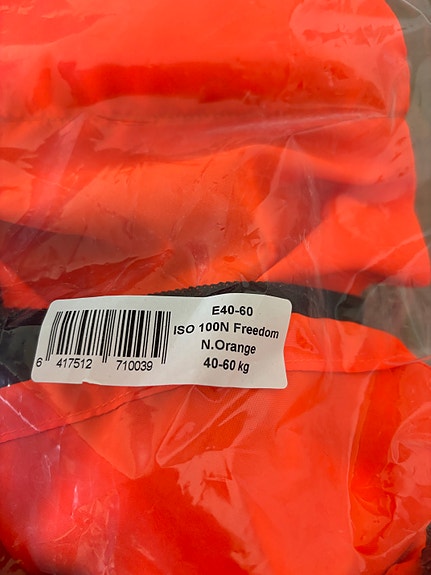 E40-60
ISO 100N Freedom
N.Orange
40-60 kg
6 417512 710039